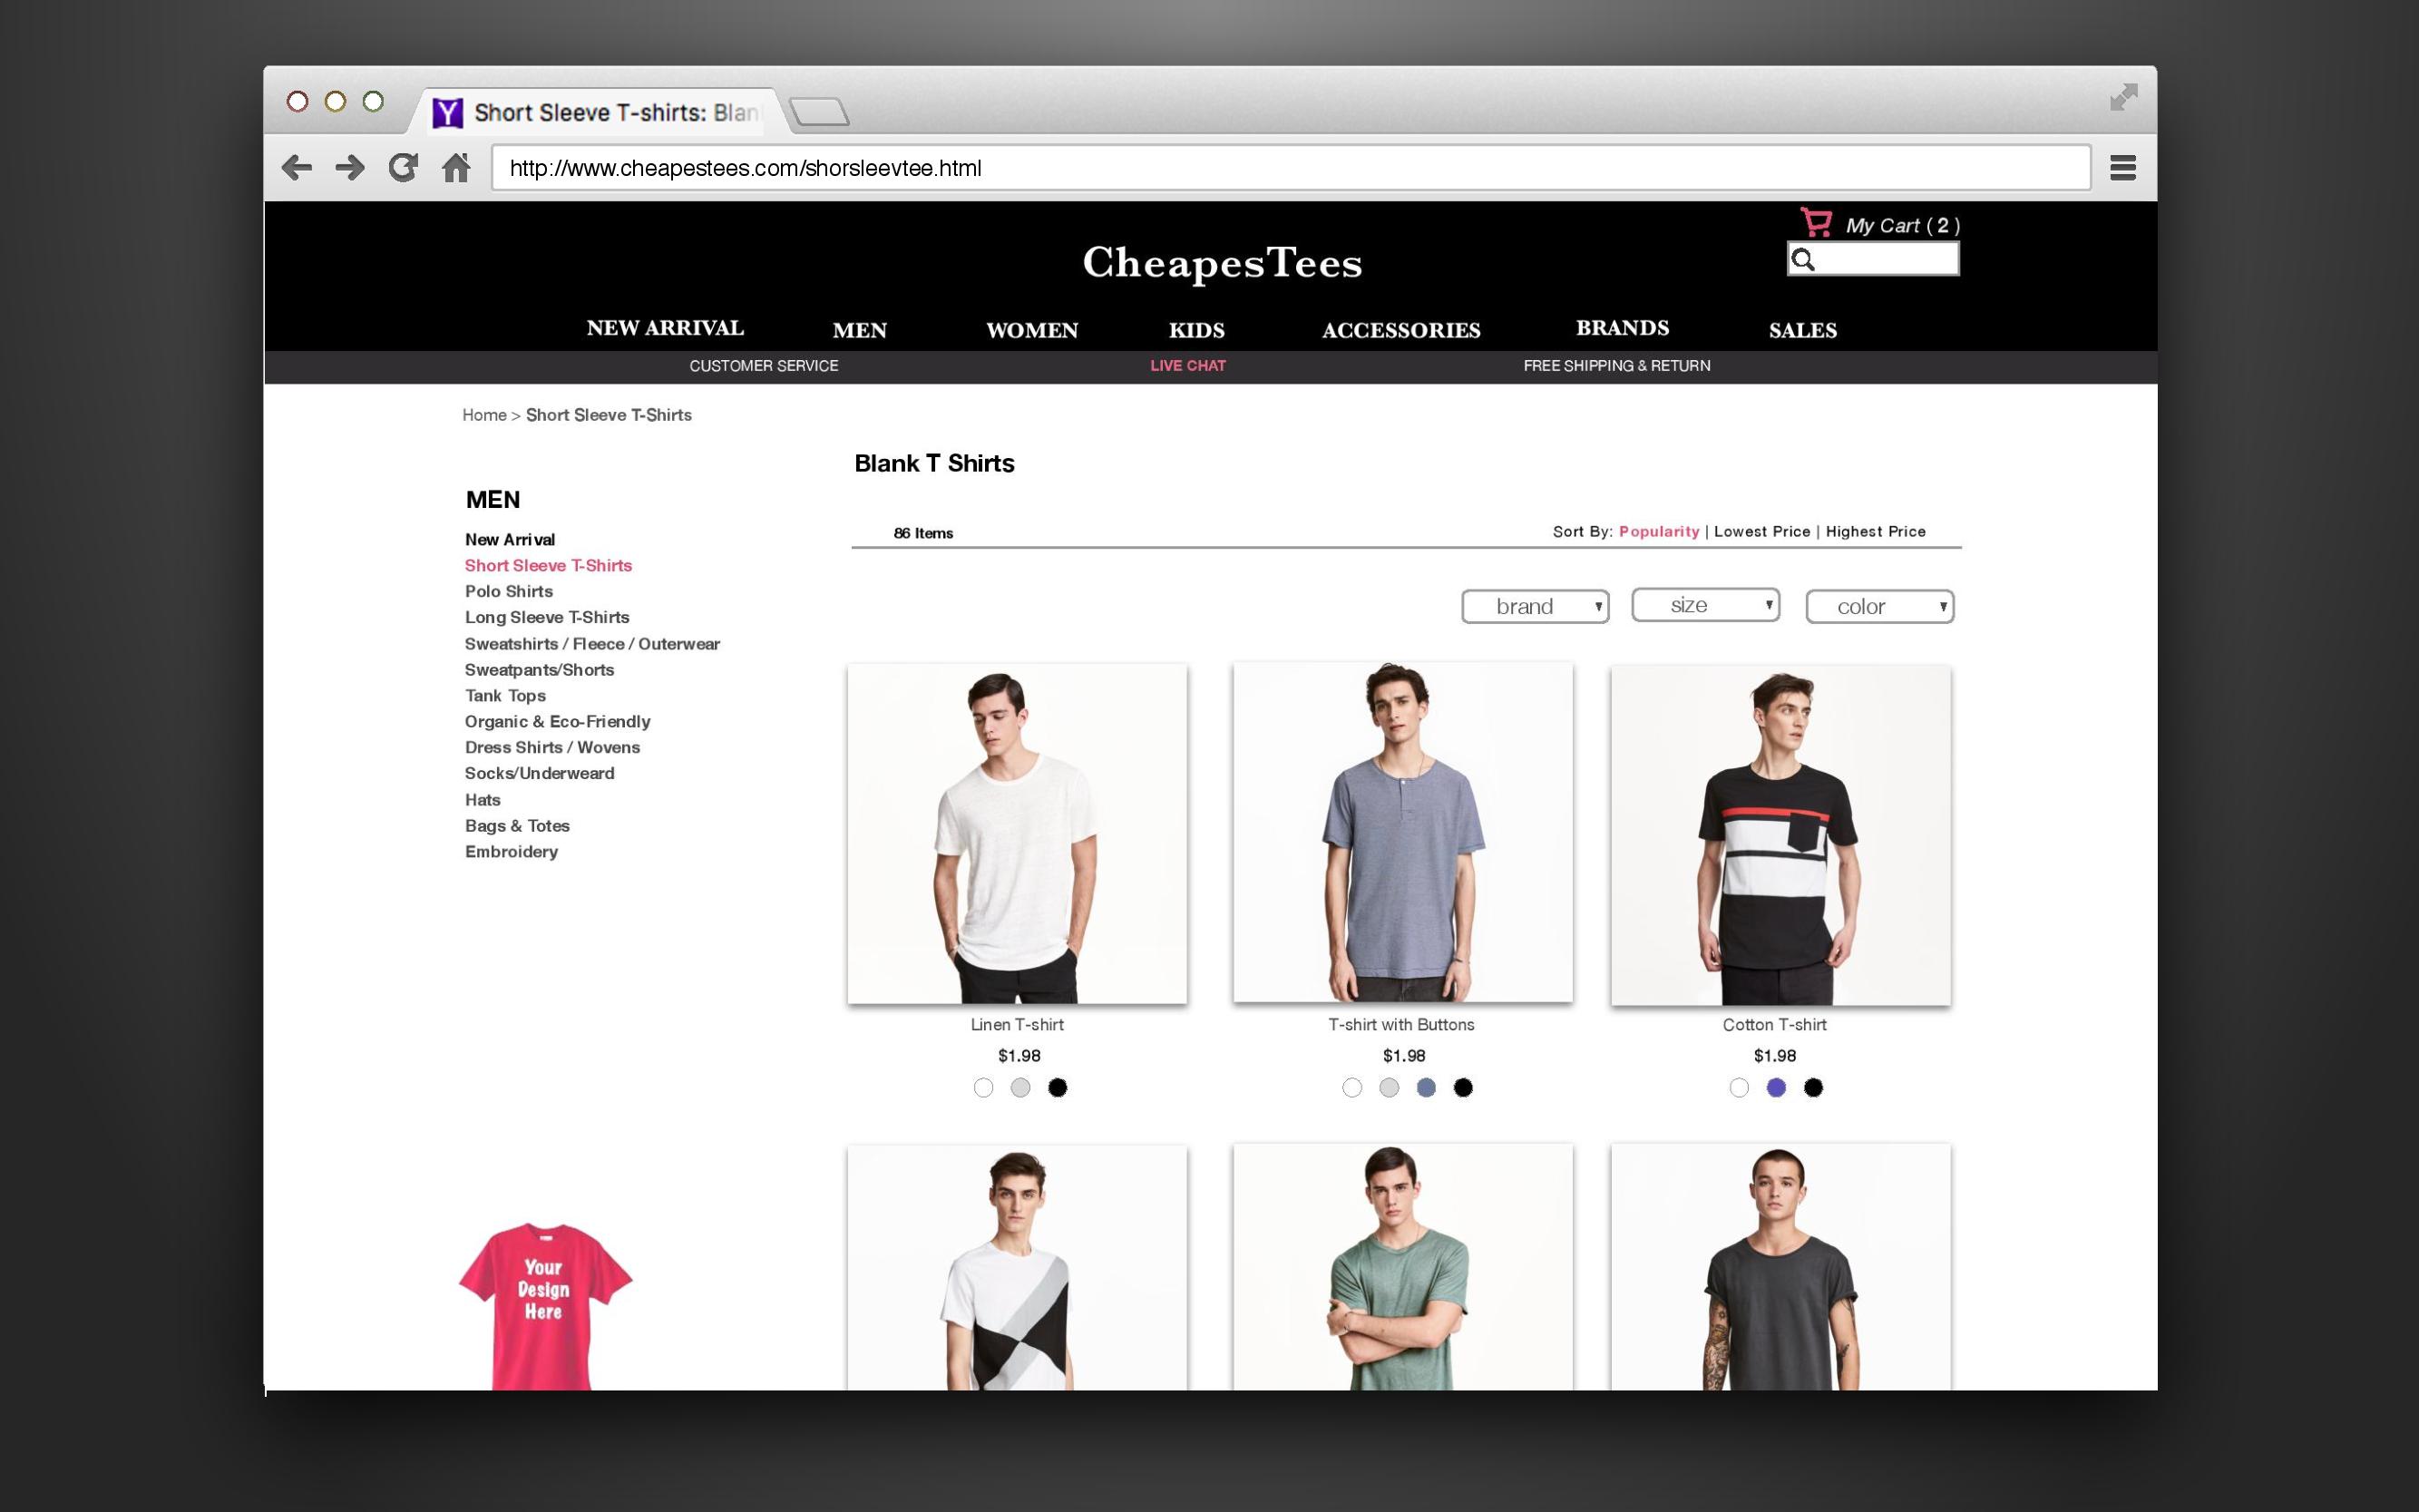 Y Short Sleeve T-shirts: Blan
http://www.cheapestees.com/shorsleevtee.html
My Cart ( 2 )
CheapesTees
NEW ARRIVAL MEN WOMEN KIDS ACCESSORIES BRANDS SALES
CUSTOMER SERVICE LIVE CHAT FREE SHIPPING & RETURN
Home > Short Sleeve T-Shirts
Blank T Shirts
MEN
New Arrival
Short Sleeve T-Shirts
Polo Shirts
Long Sleeve T-Shirts
Sweatshirts / Fleece / Outerwear
Sweatpants/Shorts
Tank Tops
Organic & Eco-Friendly
Dress Shirts / Wovens
Socks/Underweard
Hats
Bags & Totes
Embroidery
86 Items
Sort By: Popularity | Lowest Price | Highest Price
brand size color
Linen T-shirt T-shirt with Buttons Cotton T-shirt
$1.98 $1.98 $1.98
Your
Design
Here